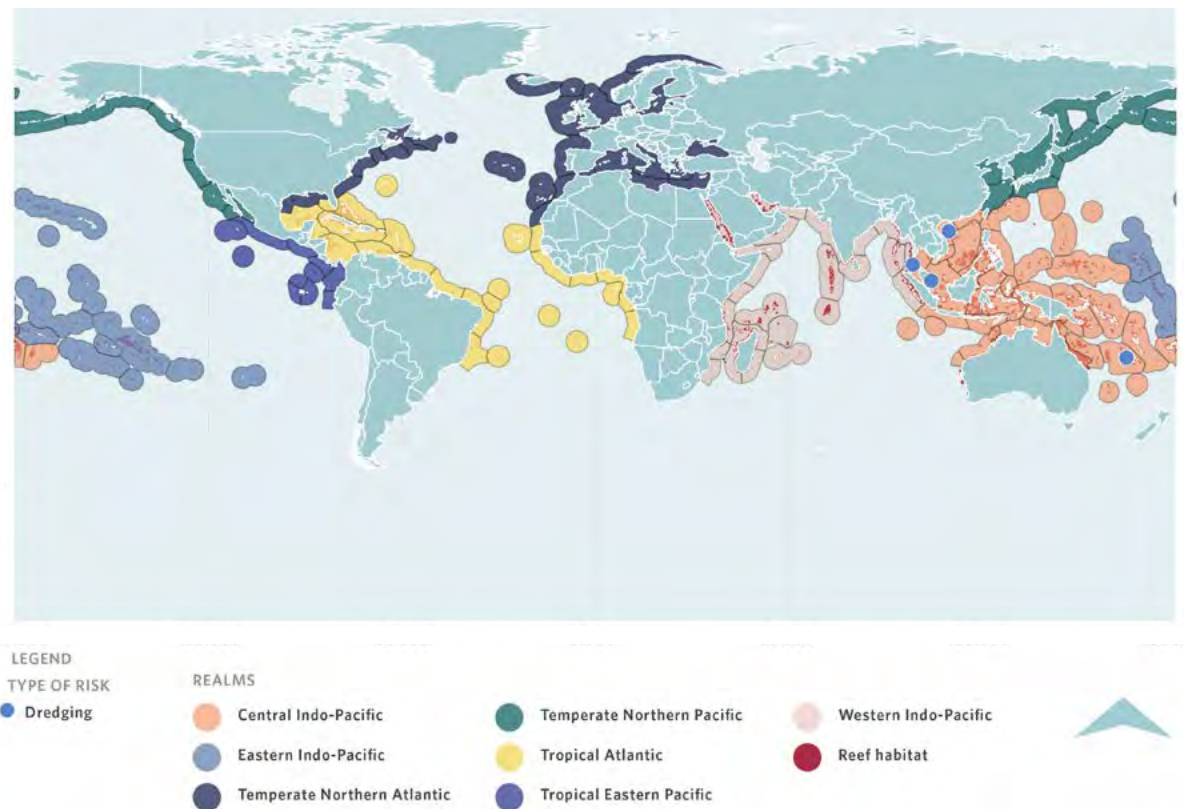 LEGEND
TYPE OF RISK
Dredging
REALMS
Central Indo-Pacific
Eastern Indo-Pacific
Temperate Northern Atlantic
Temperate Northern Pacific
Tropical Atlantic
Tropical Eastern Pacific
Western Indo-Pacific
Reef habitat